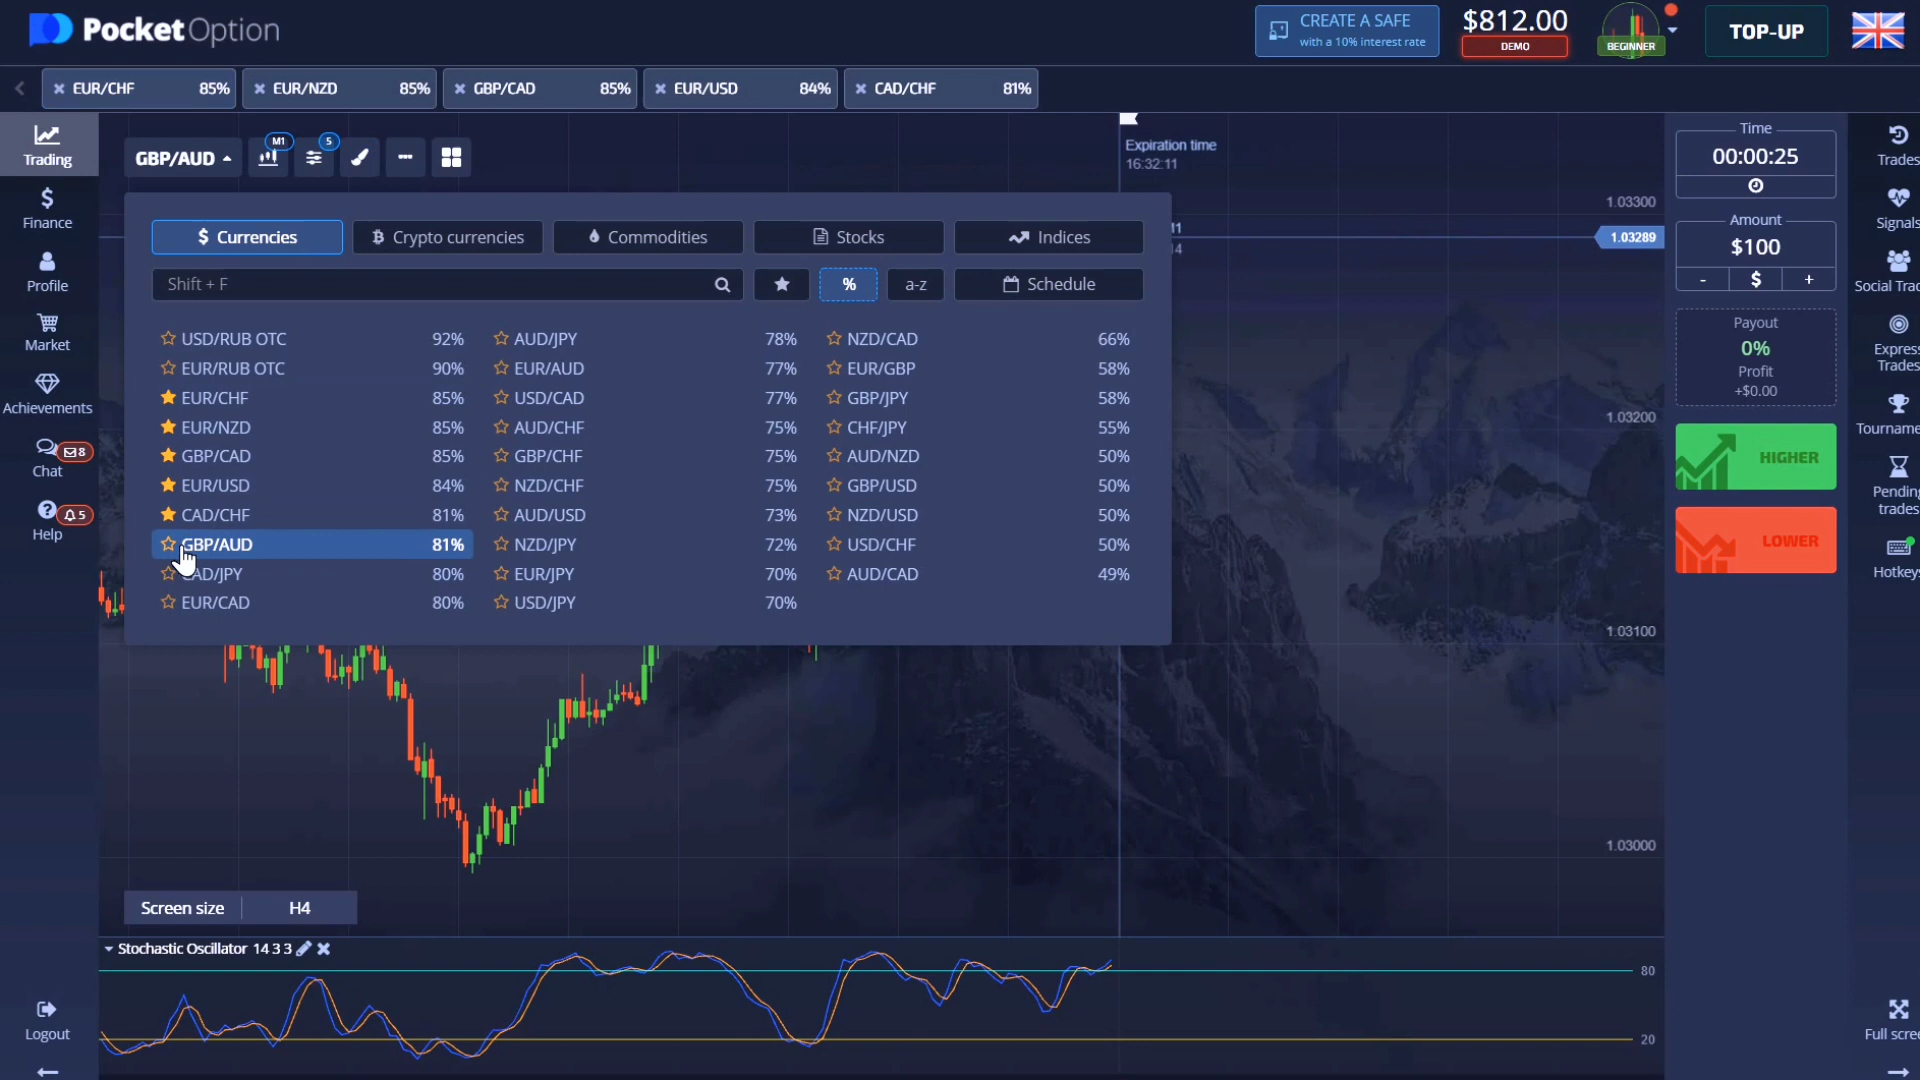 PocketOption
CREATE A SAFE
with a 10% interest rate
$812.00
DEMO
BEGINNER
TOP-UP
EUR/CHF 85%
EUR/NZD 85%
GBP/CAD 85%
EUR/USD 84%
CAD/CHF 81%
Trading
Finance
Profile
Market
Achievements
Chat
8
Help
5
Logout
GBP/AUD
M1
5
Expiration time
16:32:11
Currencies
Crypto currencies
Commodities
Stocks
Indices
Shift + F
%
a-z
Schedule
USD/RUB OTC 92%
EUR/RUB OTC 90%
EUR/CHF 85%
EUR/NZD 85%
GBP/CAD 85%
EUR/USD 84%
CAD/CHF 81%
GBP/AUD 81%
CAD/JPY 80%
EUR/CAD 80%
AUD/JPY 78%
EUR/AUD 77%
USD/CAD 77%
AUD/CHF 75%
GBP/CHF 75%
NZD/CHF 75%
AUD/USD 73%
NZD/JPY 72%
EUR/JPY 70%
USD/JPY 70%
NZD/CAD 66%
EUR/GBP 58%
GBP/JPY 58%
CHF/JPY 55%
AUD/NZD 50%
GBP/USD 50%
NZD/USD 50%
USD/CHF 50%
AUD/CAD 49%
11
14
1.03300
1.03289
1.03200
1.03100
1.03000
Screen size H4
Stochastic Oscillator 14 3 3
80
20
Time
00:00:25
Amount
$100
- $ +
Payout
0%
Profit
+$0.00
HIGHER
LOWER
Trades
Signals
Social Trad
Express
Trades
Tourname
Pending
trades
Hotkeys
Full scree